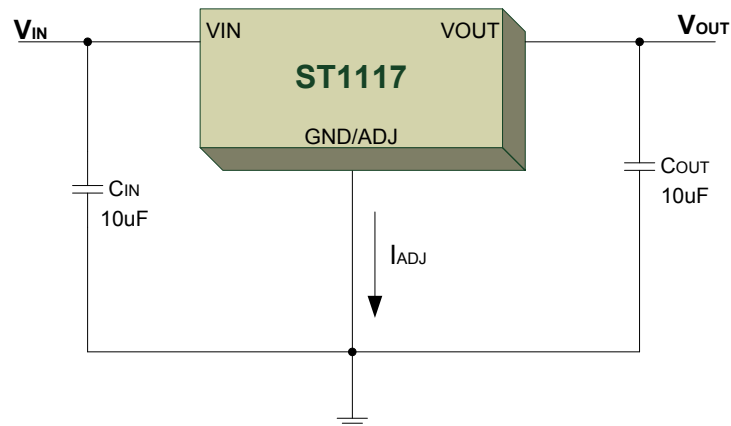 VIN
VOUT
VIN
VOUT
ST1117
GND/ADJ
CIN
10uF
COUT
10uF
IADJ